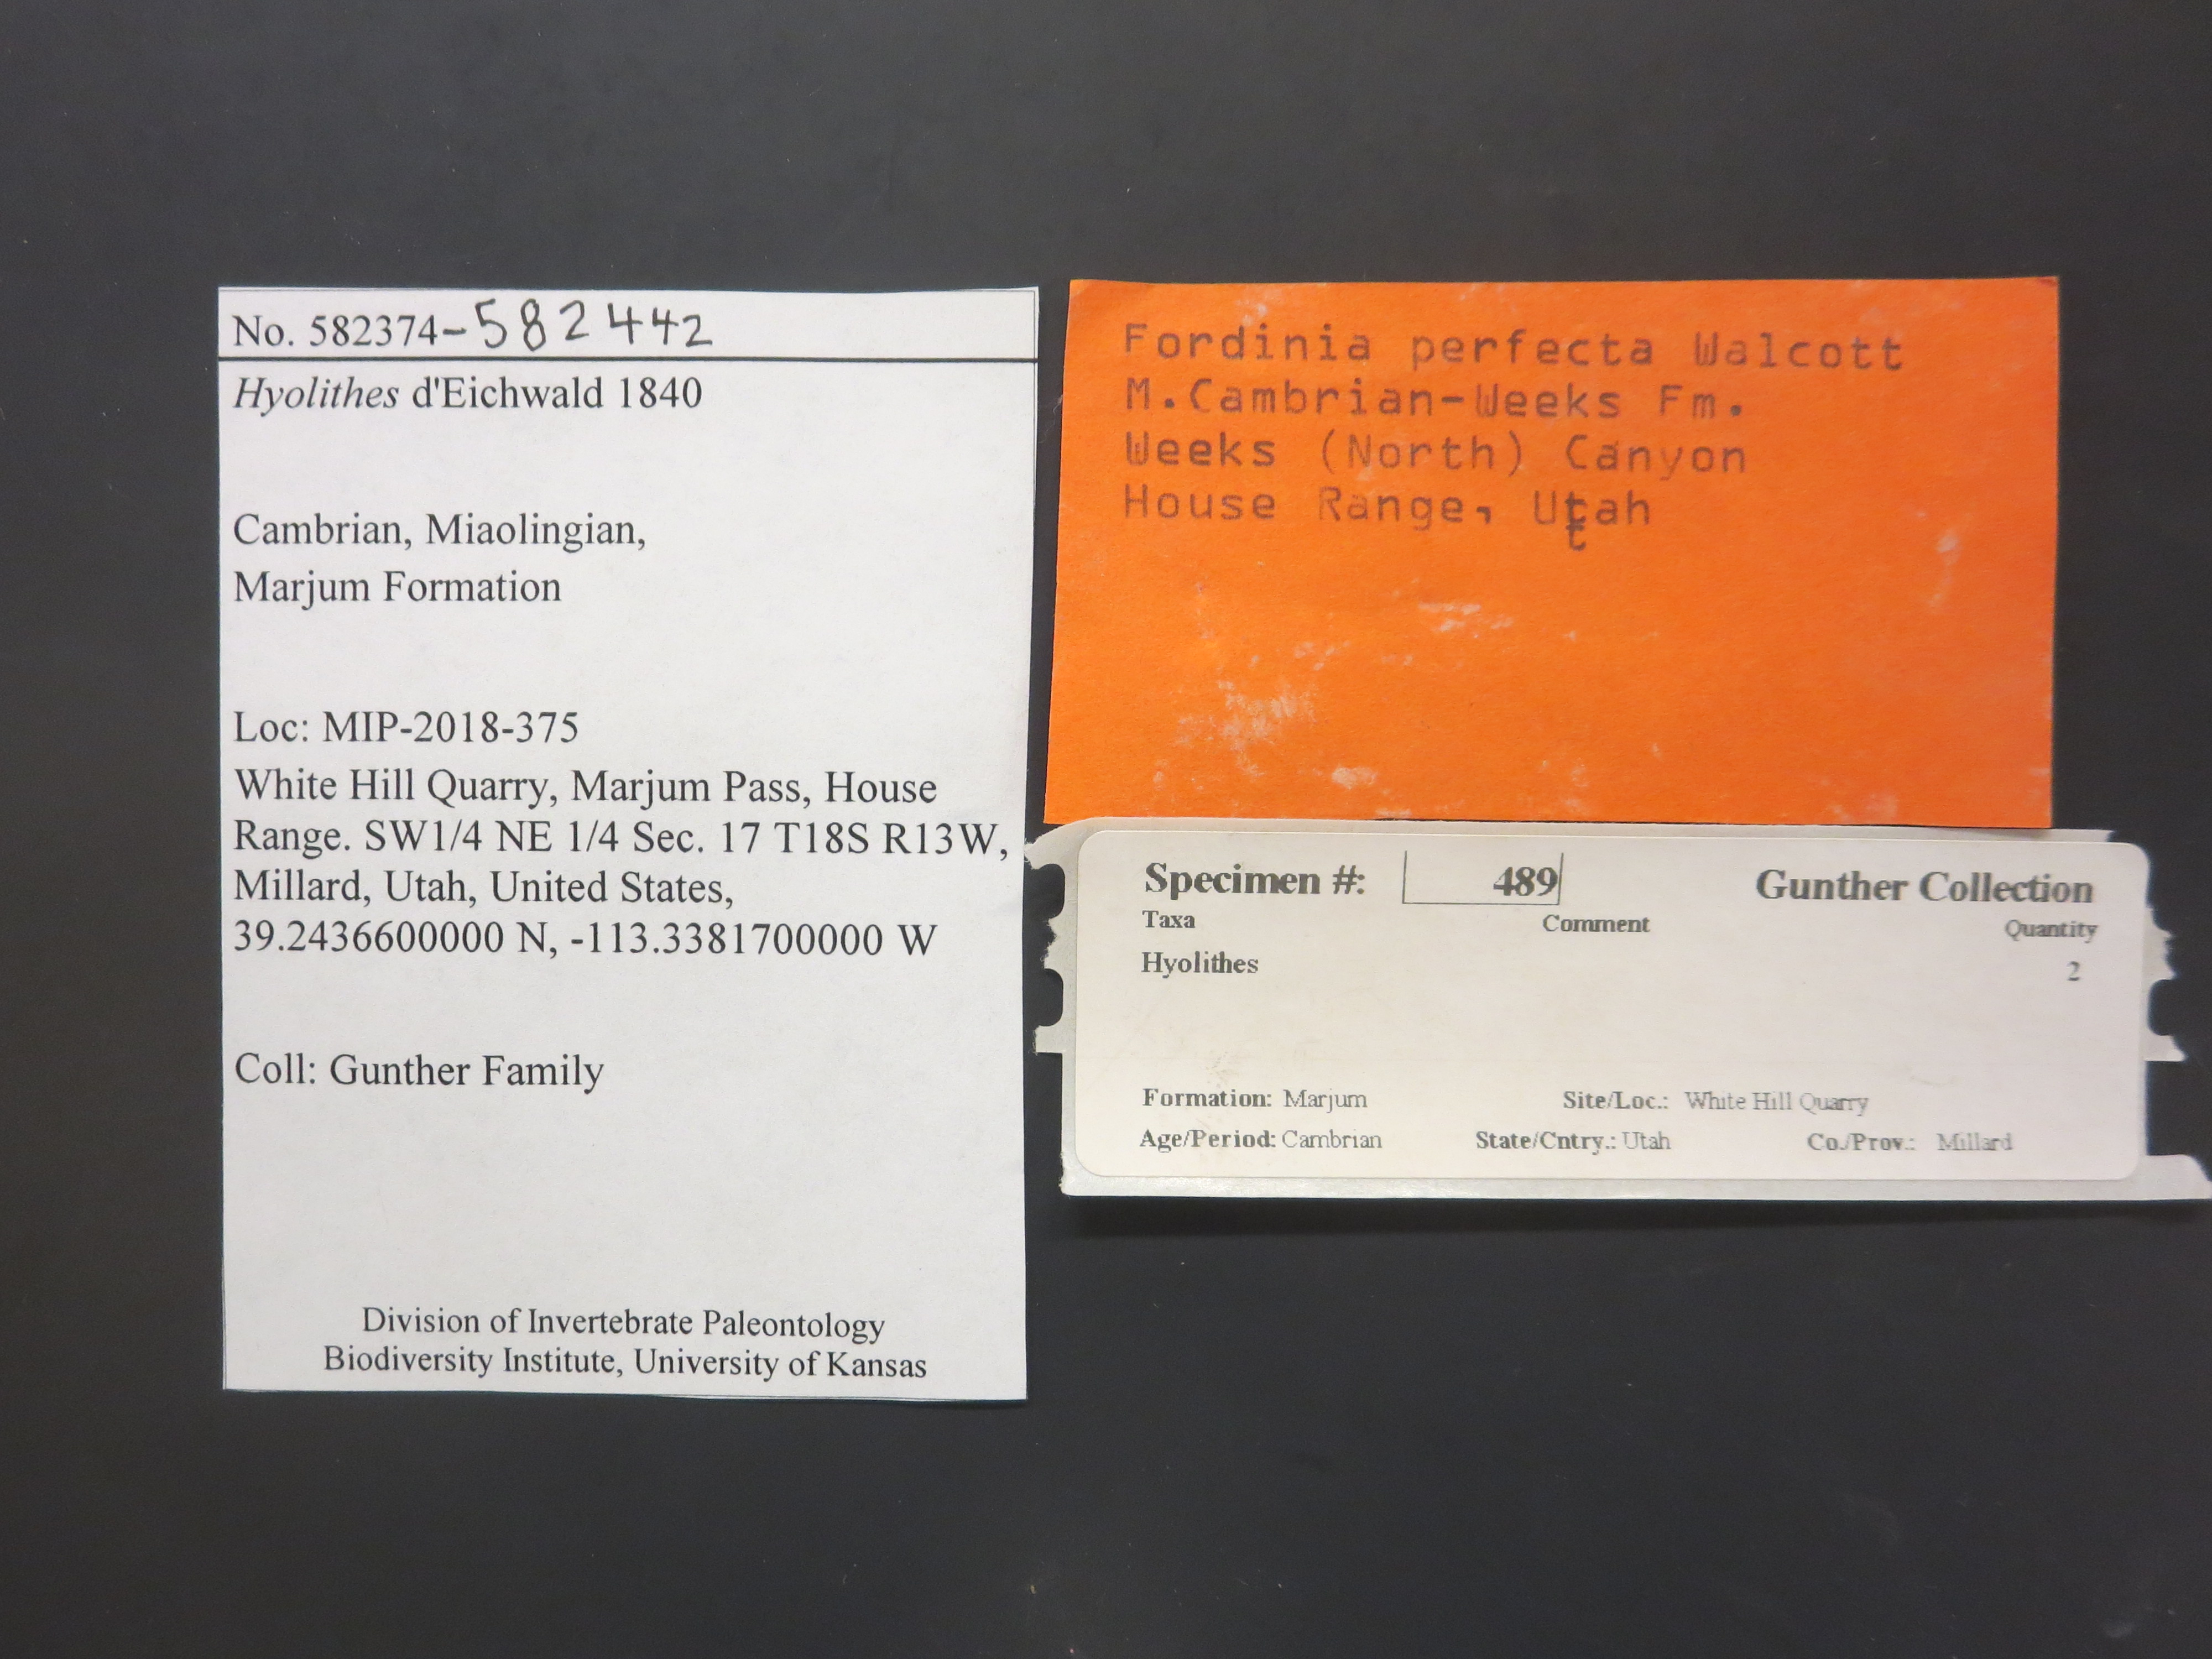 No. 582374-582442
Hyolithes d'Eichwald 1840
Cambrian, Miaolingian,
Marjum Formation
Loc: MIP-2018-375
White Hill Quarry, Marjum Pass, House
Range. SW1/4 NE 1/4 Sec. 17 T18S R13W,
Millard, Utah, United States,
39.2436600000 N, -113.3381700000 W
Coll: Gunther Family
Division of Invertebrate Paleontology
Biodiversity Institute, University of Kansas
Fordinia perfecta Walcott
M.Cambrian-Weeks Fm.
Weeks (North) Canyon
House Range, Utah
Specimen #: 489 Gunther Collection
Taxa Comment Quantity
Hyolithes 2
Formation: Marjum Site/Loc.: White Hill Quarry
Age/Period: Cambrian State/Cntry.: Utah Co./Prov.: Millard